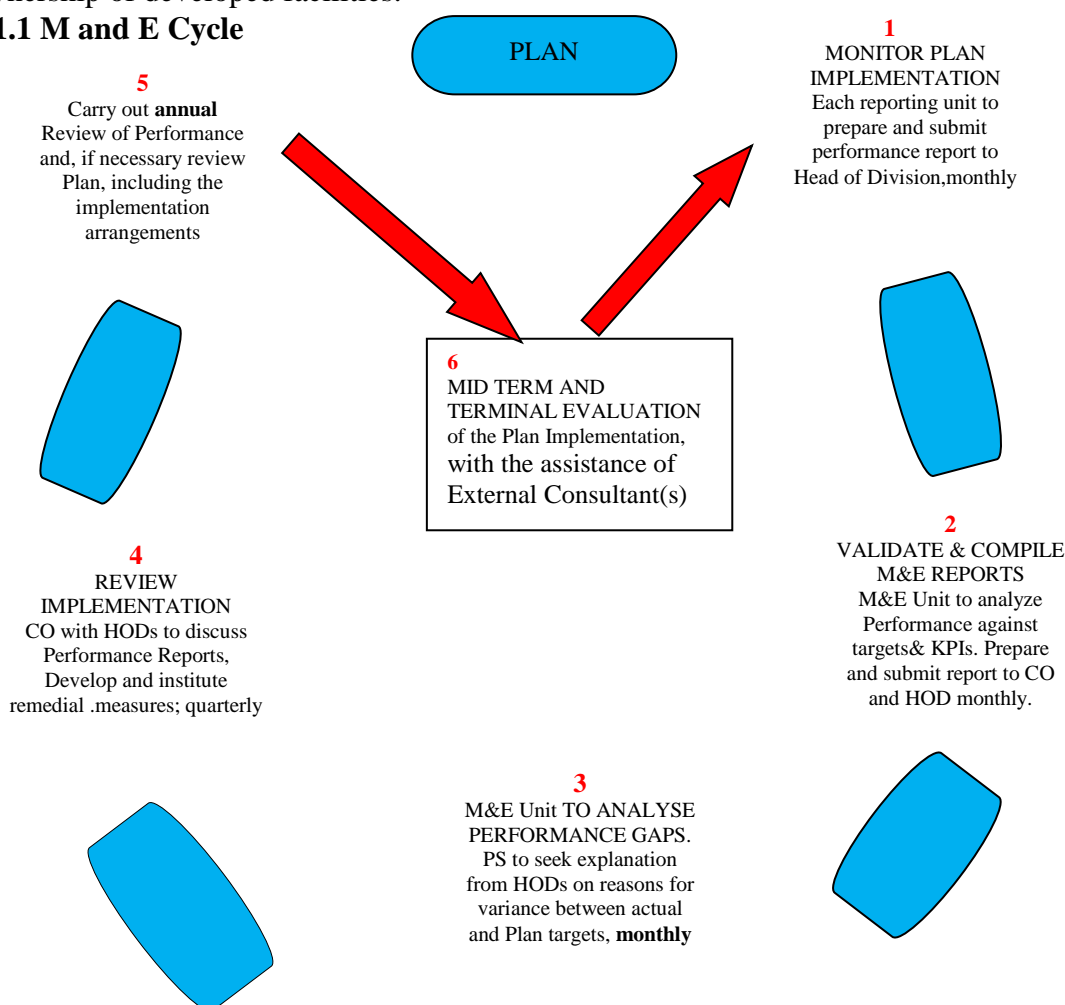 of developed facilities.
1.1 M and E Cycle
PLAN
1
MONITOR PLAN
IMPLEMENTATION
Each reporting unit to
prepare and submit
performance report to
Head of Division,monthly
5
Carry out annual
Review of Performance
and, if necessary review
Plan, including the
implementation
arrangements
6
MID TERM AND
TERMINAL EVALUATION
of the Plan Implementation,
with the assistance of
External Consultant(s)
2
VALIDATE & COMPILE
M&E REPORTS
M&E Unit to analyze
Performance against
targets& KPIs. Prepare
and submit report to CO
and HOD monthly.
4
REVIEW
IMPLEMENTATION
CO with HODs to discuss
Performance Reports,
Develop and institute
remedial .measures; quarterly
3
M&E Unit TO ANALYSE
PERFORMANCE GAPS.
PS to seek explanation
from HODs on reasons for
variance between actual
and Plan targets, monthly